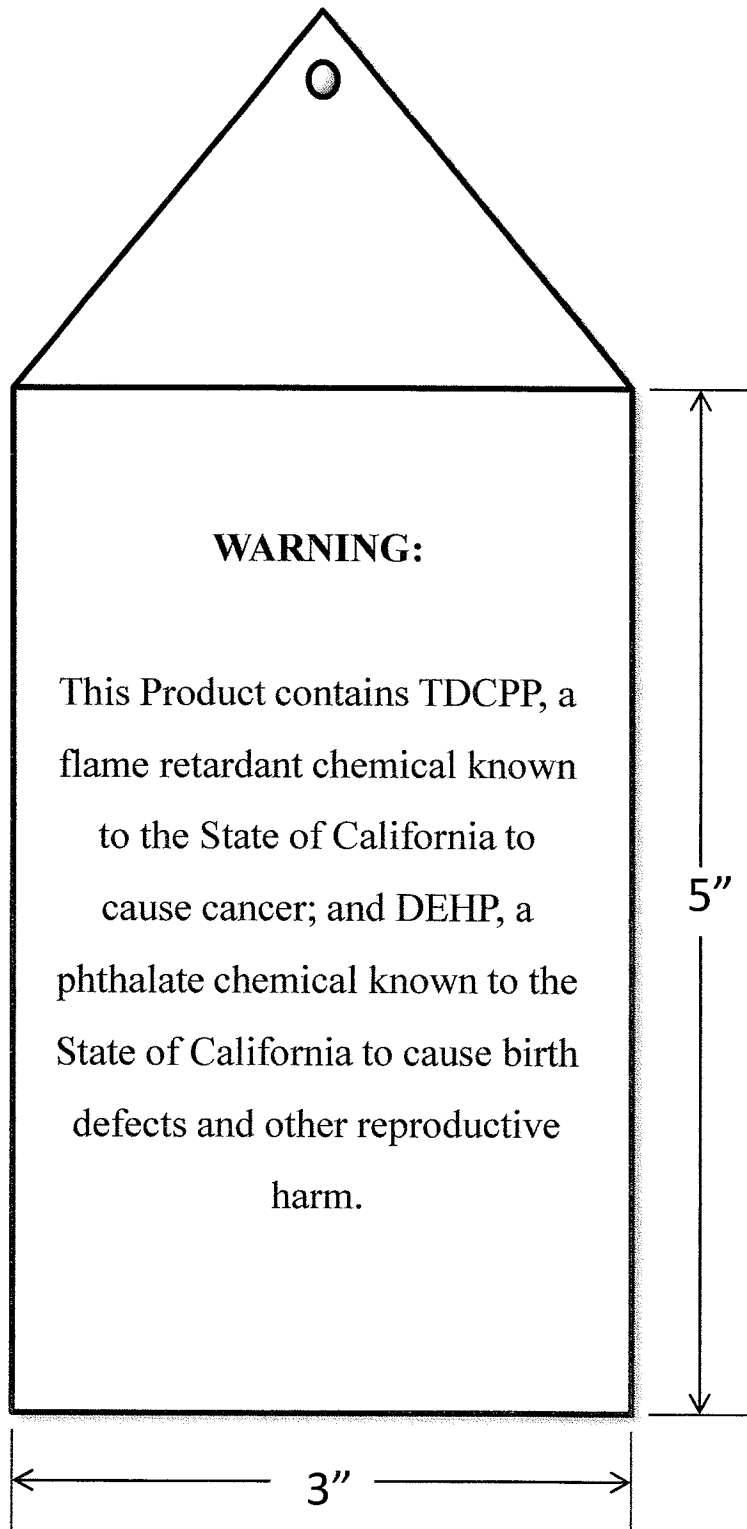 WARNING:
This Product contains TDCPP, a
flame retardant chemical known
to the State of California to
cause cancer; and DEHP, a
phthalate chemical known to the
State of California to cause birth
defects and other reproductive
harm.
5”
3”